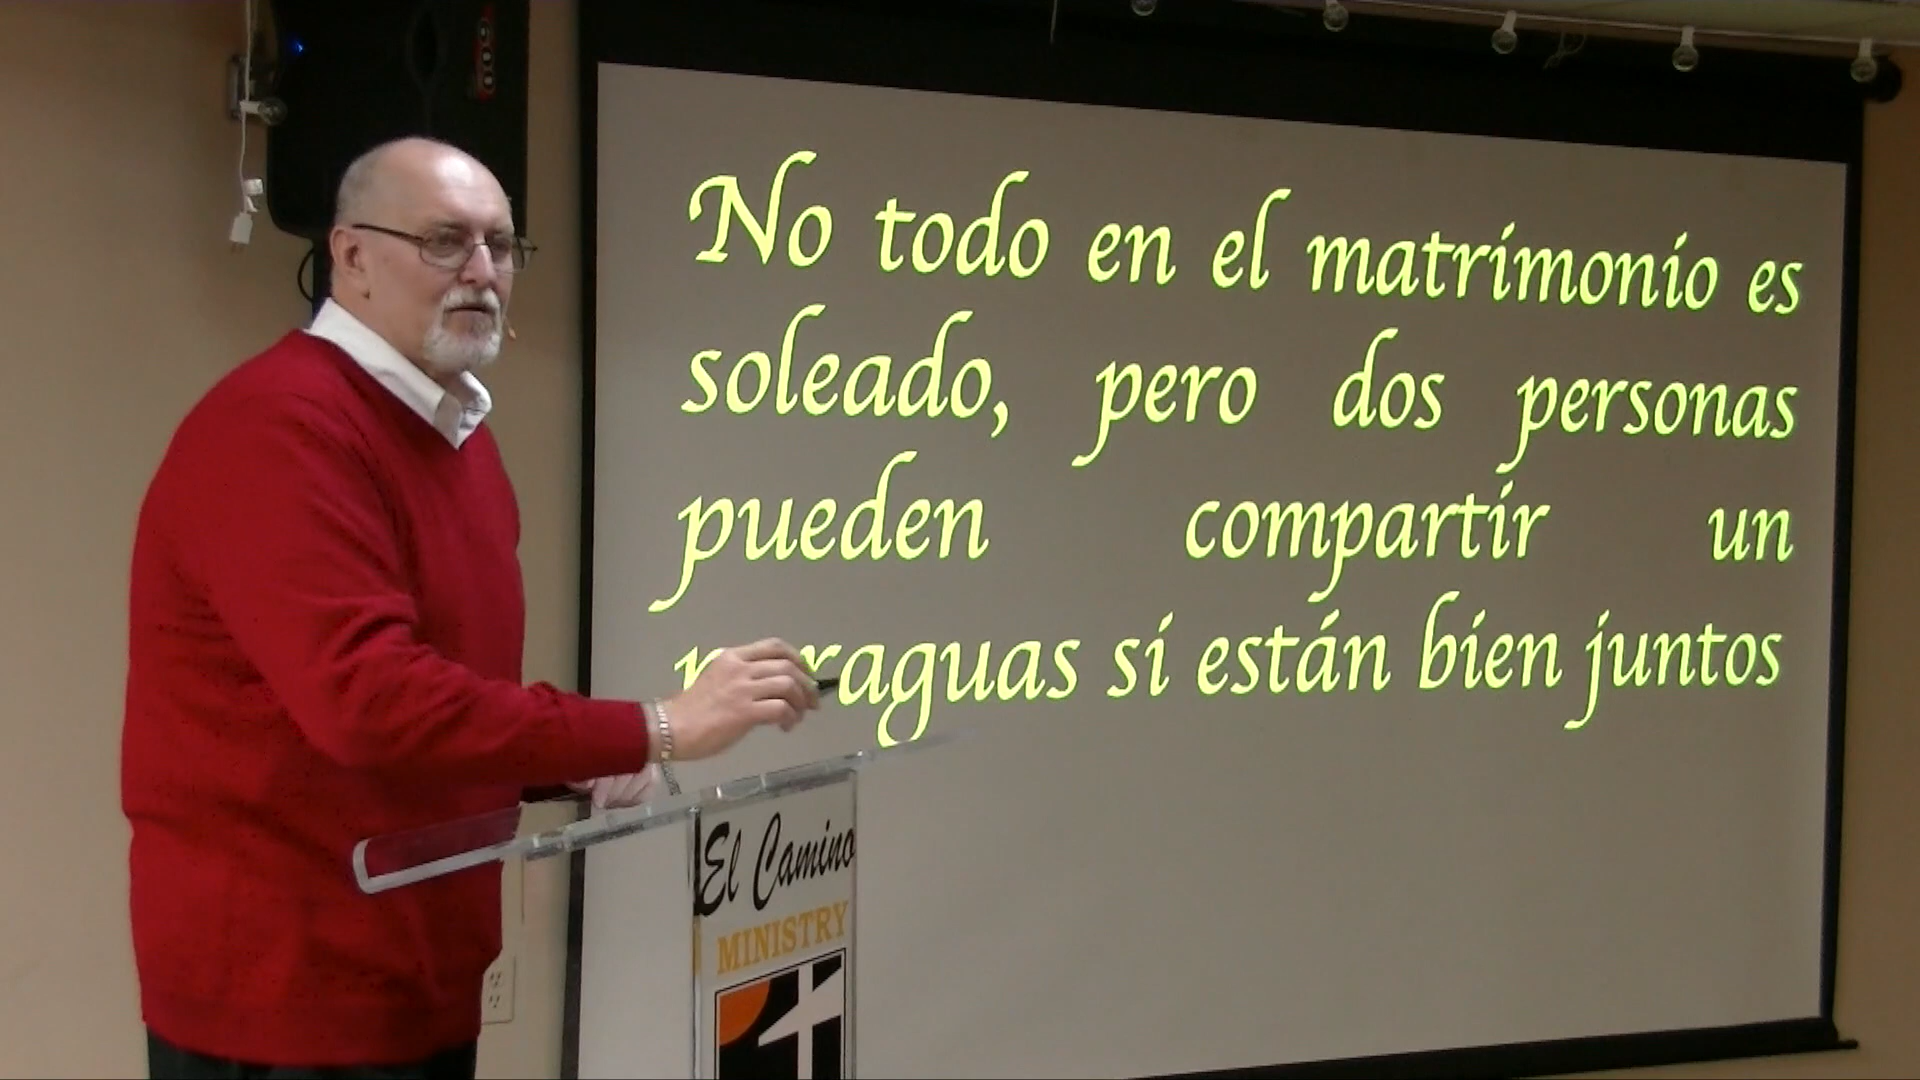 No todo en el matrimonio es
soleado, pero dos personas
pueden compartir un
si están bien juntos
El Camino
MINISTRY